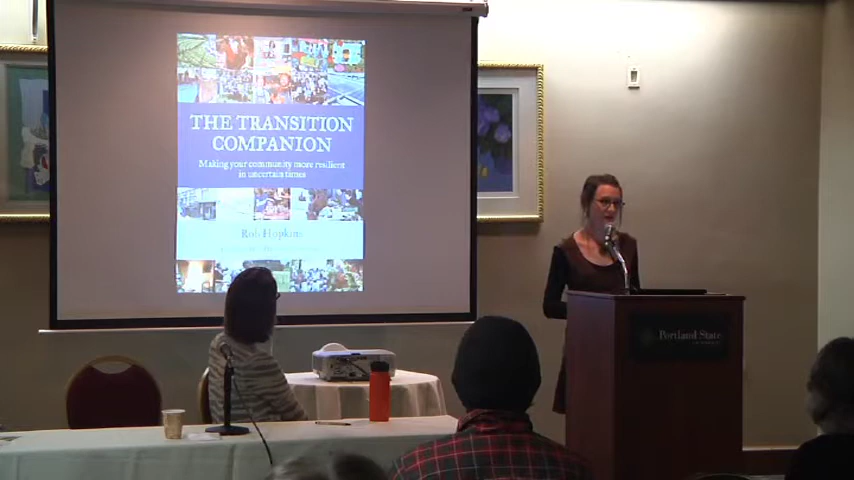 THE TRANSITION
COMPANION
Making your community more resilient
in uncertain times
Rob Hopkins
Portland State